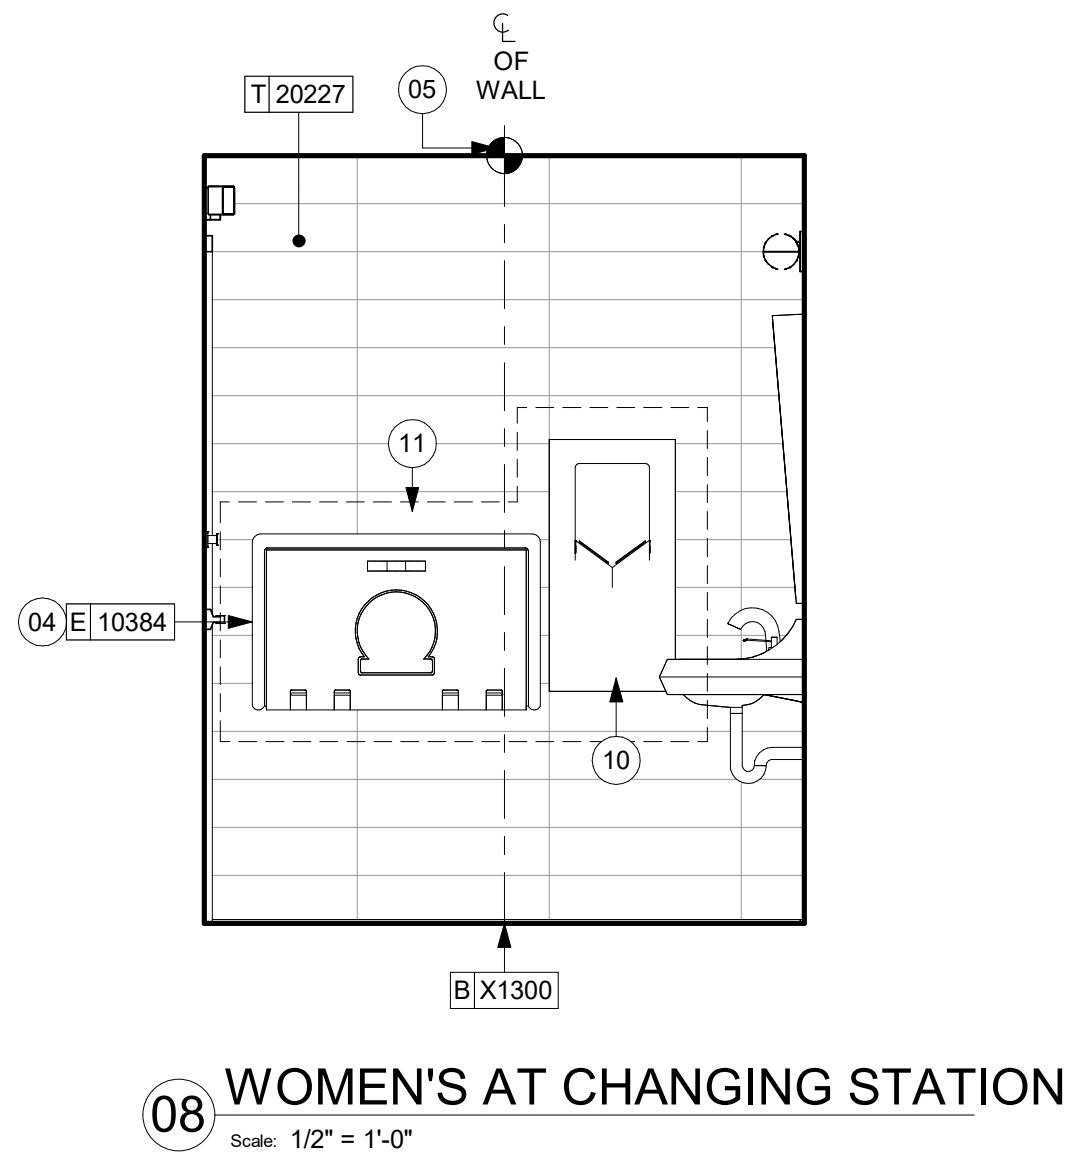 ℄
OF
WALL
05
T 20227
11
04 E 10384
10
B X1300
08 WOMEN'S AT CHANGING STATION
Scale: 1/2" = 1'-0"